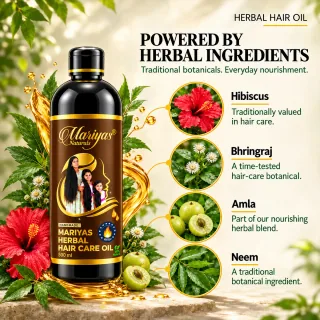 HERBAL HAIR OIL
POWERED BY
HERBAL INGREDIENTS
Traditional botanicals. Everyday nourishment.
Mariyas®
Naturals
MARIYAS
HERBAL
HAIR CARE OIL
Hibiscus
Traditionally valued
in hair care.
Bhringraj
A time-tested
hair-care botanical.
Amla
Part of our nourishing
herbal blend.
Neem
A traditional
botanical ingredient.